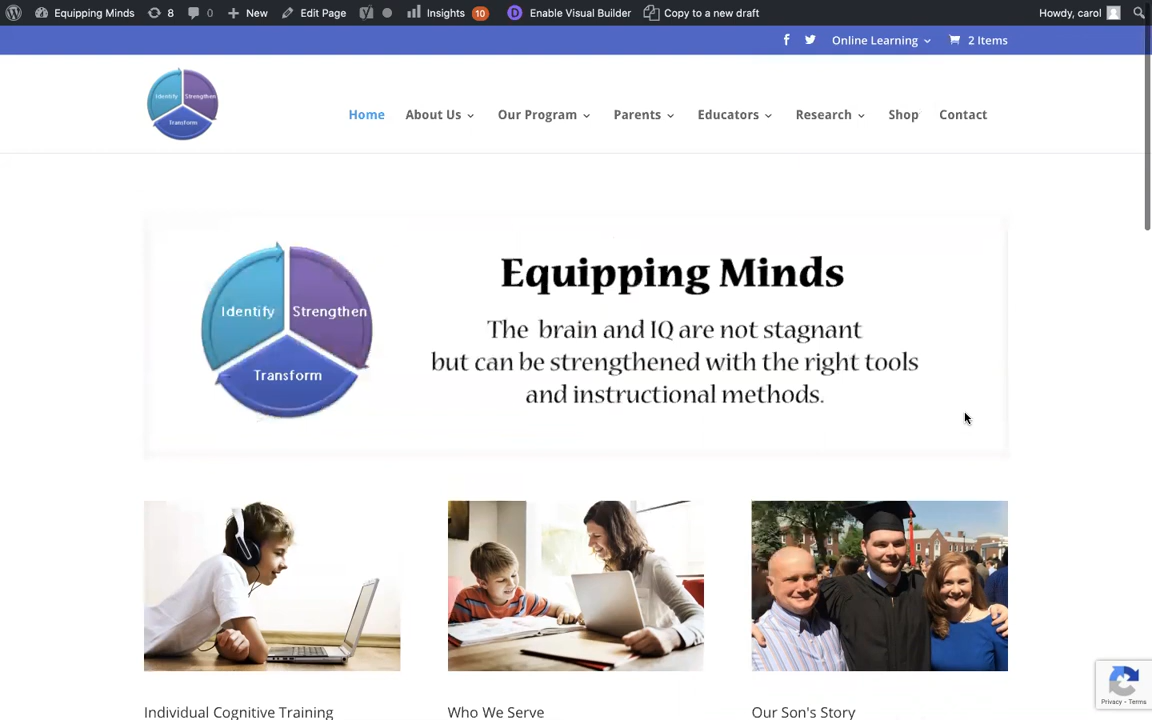 Equipping Minds 8 0 New Edit Page Insights 10 Enable Visual Builder Copy to a new draft Howdy, carol
Online Learning 2 Items
Identify Strengthen Transform
Home About Us Our Program Parents Educators Research Shop Contact
Identify Strengthen
Transform
Equipping Minds
The brain and IQ are not stagnant
but can be strengthened with the right tools
and instructional methods.
Individual Cognitive Training Who We Serve Our Son's Story
Privacy - Terms